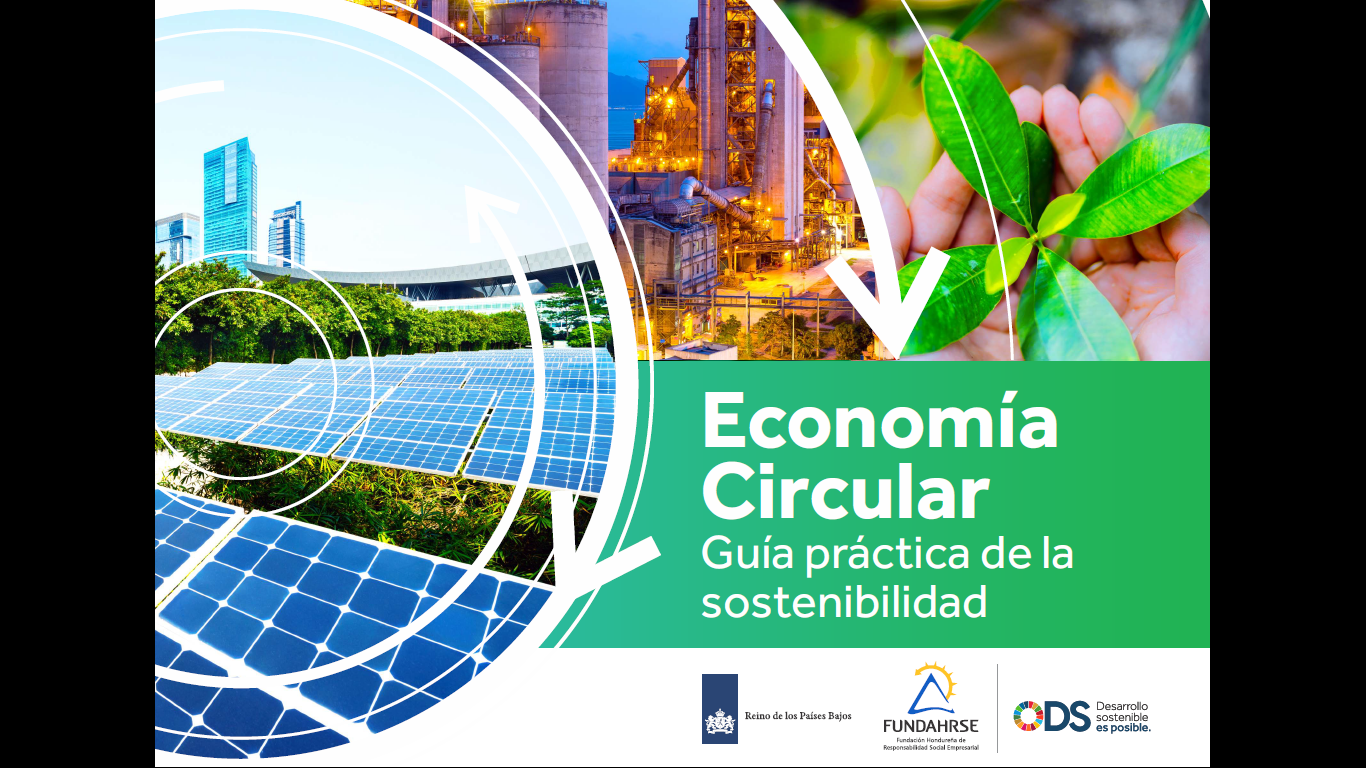 Economía
Circular
Guía práctica de la
sostenibilidad
Reino de los Países Bajos
FUNDAHRSE
Fundación Hondureña de
Responsabilidad Social Empresarial
ODS
Desarrollo
sostenible
es posible.